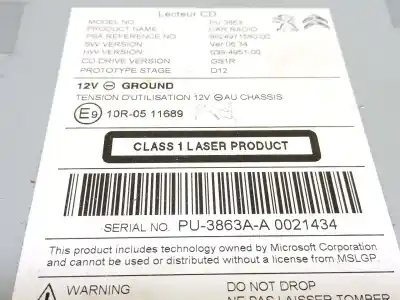 Lecteur CD
MODEL NO. PU-3863
PRODUCT NAME CAR RADIO
PSA REFERENCE NO
SW VERSION Ver 06.34
HW VERSION
CD DRIVE VERSION GS1R
PROTOTYPE STAGE D12
12V ⊖ GROUND
TENSION D'UTILISATION 12V ⊖ AU CHASSIS
E9 10R-05 11689
CLASS 1 LASER PRODUCT
SERIAL NO. PU-3863A-A 0021434
This product includes technology owned by Microsoft Corporation
and cannot be used or distributed without a license from MSLGP.
WARNING DO NOT DROP
NE PAS LAISSER TOMBER